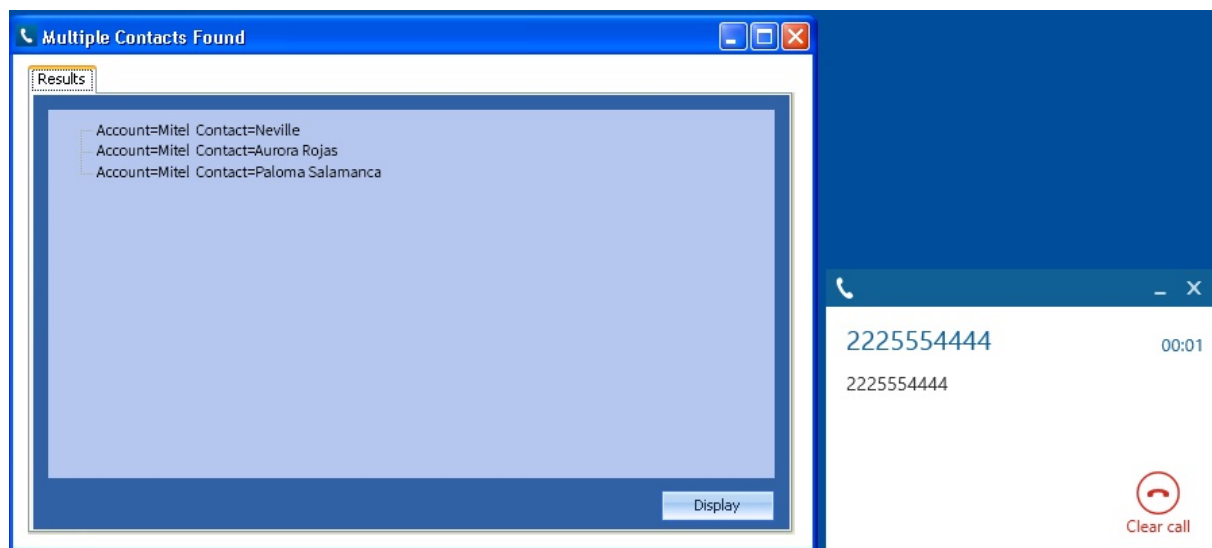 Multiple Contacts Found
Results
Account=Mitel Contact=Neville
Account=Mitel Contact=Aurora Rojas
Account=Mitel Contact=Paloma Salamanca
Display
2225554444 00:01
2225554444
Clear call